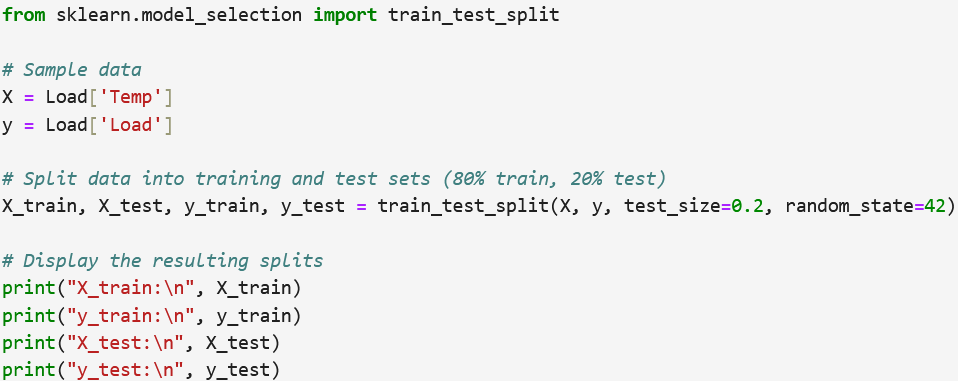 from sklearn.model_selection import train_test_split
# Sample data
X = Load['Temp']
y = Load['Load']
# Split data into training and test sets (80% train, 20% test)
X_train, X_test, y_train, y_test = train_test_split(X, y, test_size=0.2, random_state=42)
# Display the resulting splits
print("X_train:\n", X_train)
print("y_train:\n", y_train)
print("X_test:\n", X_test)
print("y_test:\n", y_test)